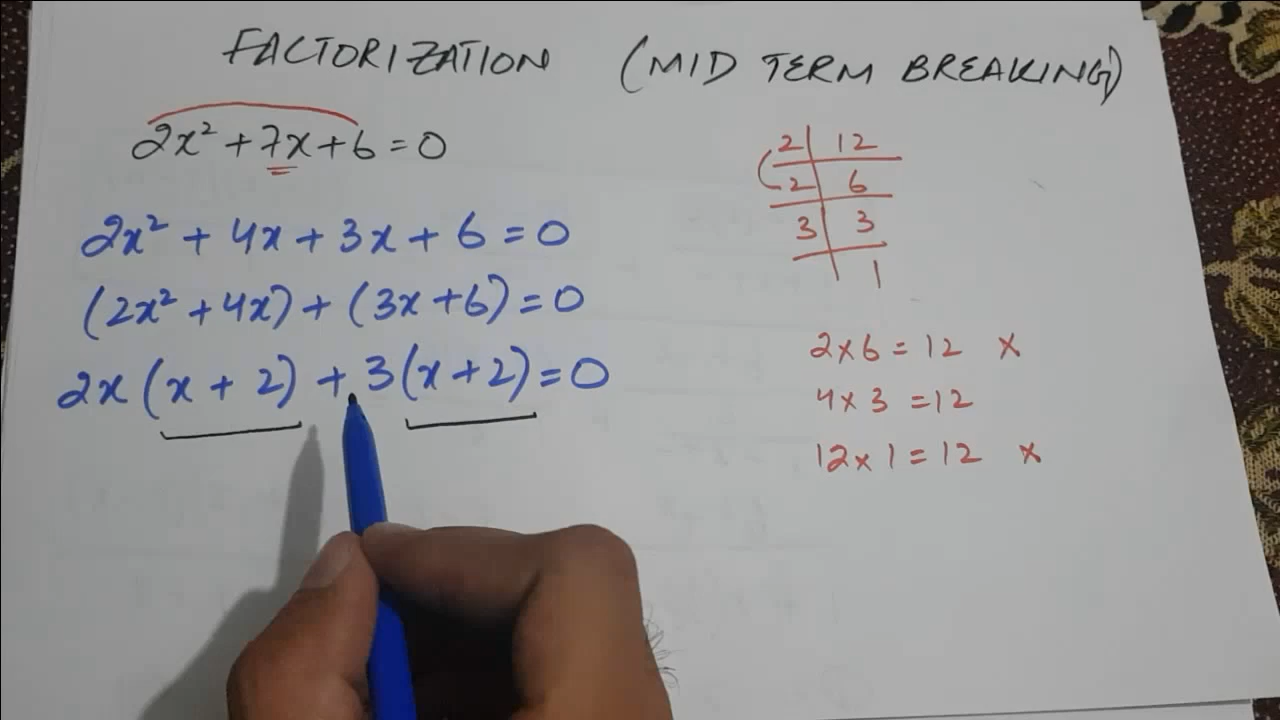 FACTORIZATION (MID TERM BREAKING)
2x² + 7x + 6 = 0
2x² + 4x + 3x + 6 = 0
(2x² + 4x) + (3x + 6) = 0
2x (x + 2) + 3 (x + 2) = 0
2 | 12
2 | 6
3 | 3
| 1
2 × 6 = 12 ×
4 × 3 = 12
12 × 1 = 12 ×